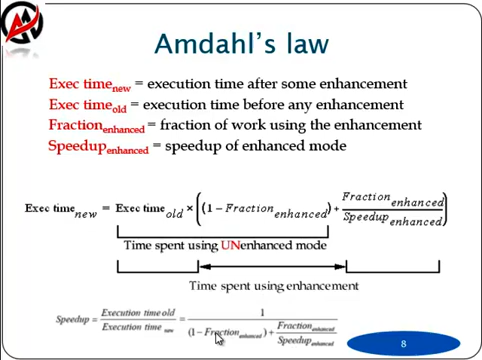 Amdahl's law
Exec time_new = execution time after some enhancement
Exec time_old = execution time before any enhancement
Fraction_enhanced = fraction of work using the enhancement
Speedup_enhanced = speedup of enhanced mode
Exec time_new = Exec time_old × ( (1 − Fraction_enhanced) + Fraction_enhanced / Speedup_enhanced )
Time spent using UNenhanced mode
Time spent using enhancement
Speedup = Execution time old / Execution time_new = 1 / ( (1 − Fraction_enhanced) + Fraction_enhanced / Speedup_enhanced )
8